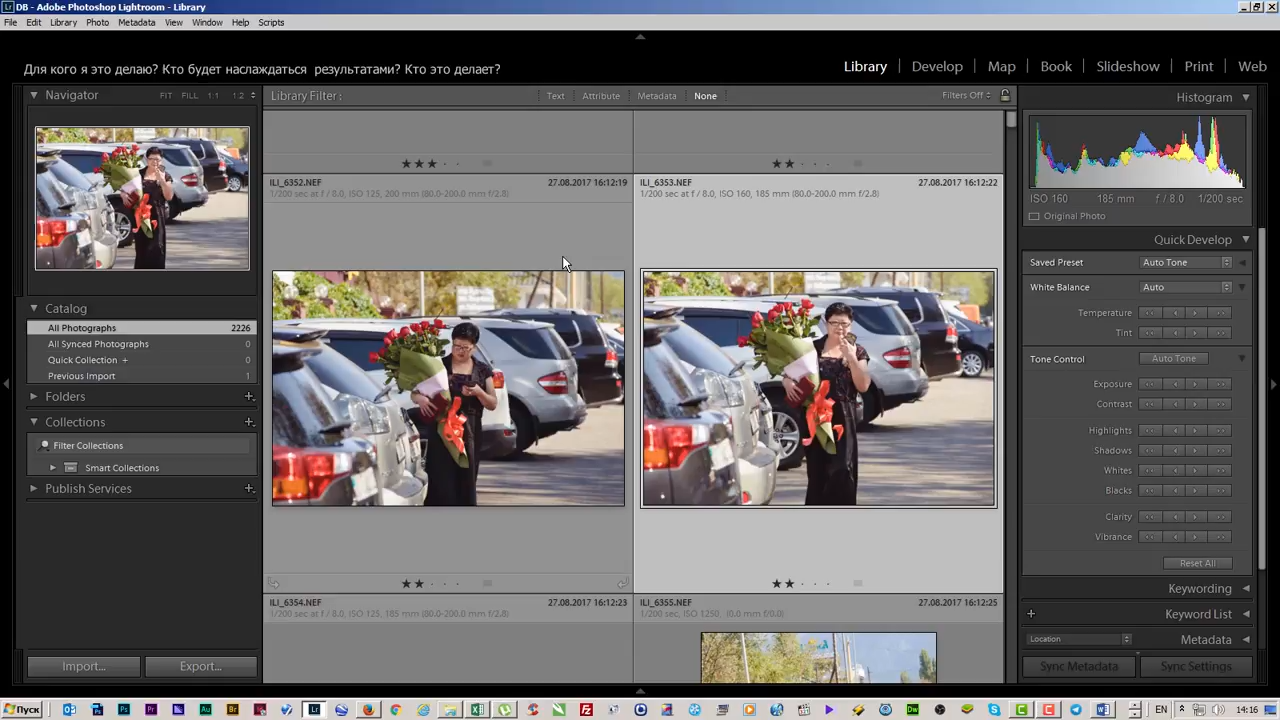 DB - Adobe Photoshop Lightroom - Library
File Edit Library Photo Metadata View Window Help Scripts
Для кого я это делаю? Кто будет наслаждаться результатами? Кто это делает?
Library | Develop | Map | Book | Slideshow | Print | Web
Navigator FIT FILL 1:1 1:2
Library Filter : Text Attribute Metadata None Filters Off
Histogram
ILI_6352.NEF 27.08.2017 16:12:19
1/200 sec at f / 8.0, ISO 125, 200 mm (80.0-200.0 mm f/2.8)
ILI_6353.NEF 27.08.2017 16:12:22
1/200 sec at f / 8.0, ISO 160, 185 mm (80.0-200.0 mm f/2.8)
ISO 160 185 mm f / 8.0 1/200 sec
Original Photo
Quick Develop
Saved Preset Auto Tone
White Balance Auto
Temperature
Tint
Tone Control Auto Tone
Exposure
Contrast
Highlights
Shadows
Whites
Blacks
Clarity
Vibrance
Reset All
Keywording
Keyword List
Location Metadata
Sync Metadata Sync Settings
Catalog
All Photographs 2226
All Synced Photographs 0
Quick Collection + 0
Previous Import 1
Folders
Collections
Filter Collections
Smart Collections
Publish Services
Import... Export...
ILI_6354.NEF 27.08.2017 16:12:23
1/200 sec at f / 8.0, ISO 125, 185 mm (80.0-200.0 mm f/2.8)
ILI_6355.NEF 27.08.2017 16:12:25
1/200 sec, ISO 1250, (0.0 mm f/0.0)
Пуск
EN 14:16